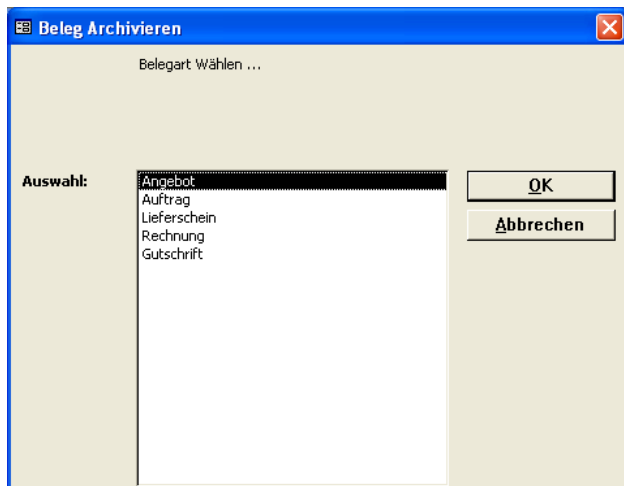 Beleg Archivieren
Belegart Wählen ...
Auswahl:
Angebot
Auftrag
Lieferschein
Rechnung
Gutschrift
OK
Abbrechen